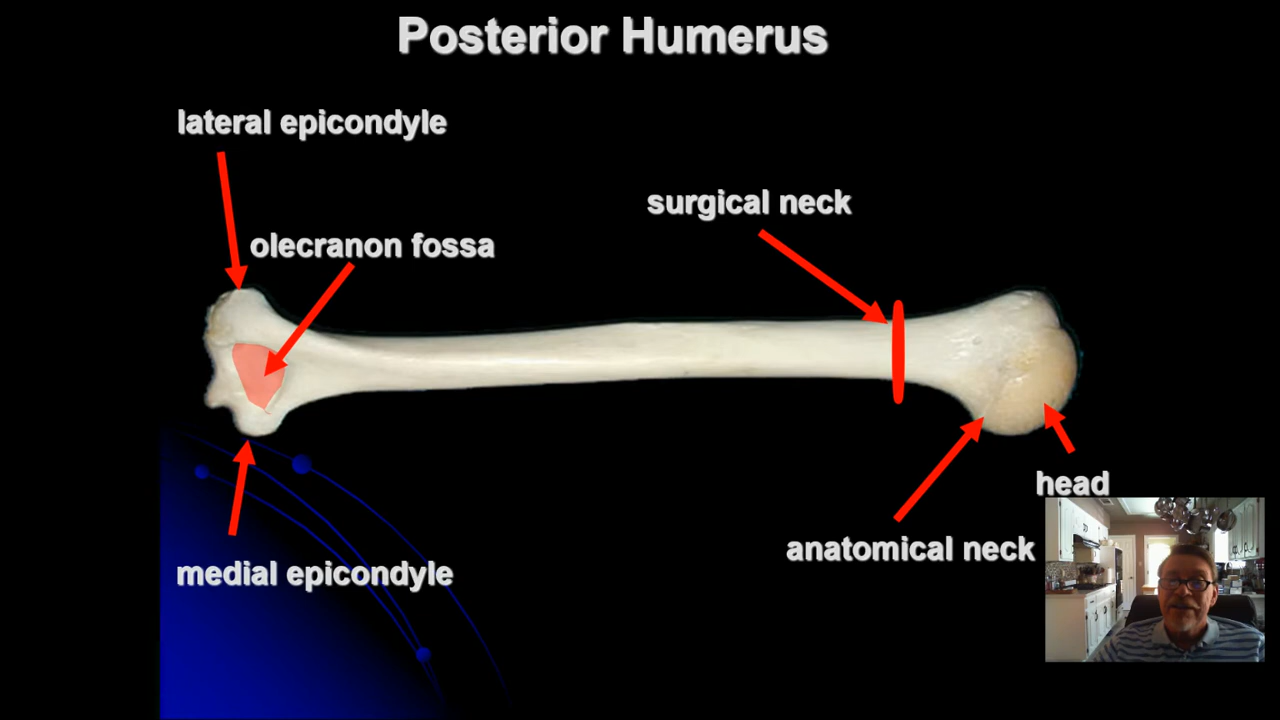 Posterior Humerus
lateral epicondyle
surgical neck
olecranon fossa
head
anatomical neck
medial epicondyle